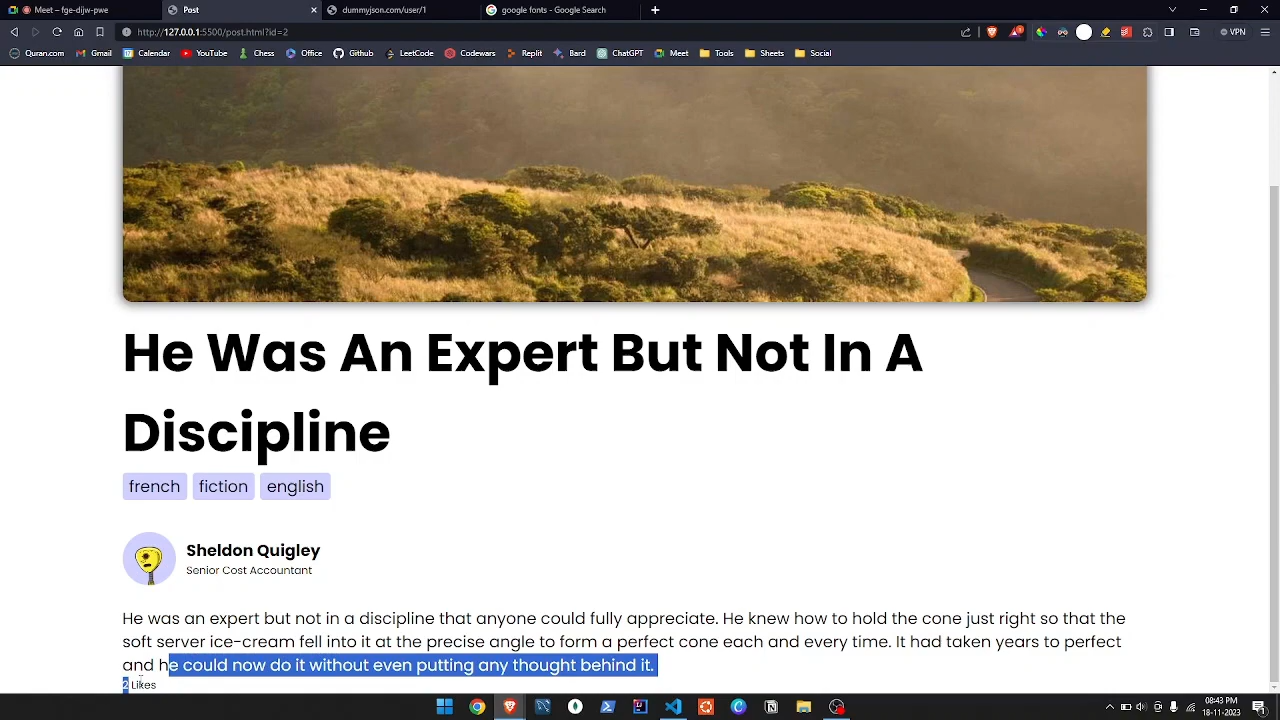 Meet – fge-dijw-pwe
Post
dummyjson.com/user/1
google fonts - Google Search
http://127.0.0.1:5500/post.html?id=2
VPN
Quran.com
Gmail
Calendar
YouTube
Chess
Office
Github
LeetCode
Codewars
Replit
Bard
ChatGPT
Meet
Tools
Sheets
Social
He Was An Expert But Not In A
Discipline
french fiction english
Sheldon Quigley
Senior Cost Accountant
He was an expert but not in a discipline that anyone could fully appreciate. He knew how to hold the cone just right so that the
soft server ice-cream fell into it at the precise angle to form a perfect cone each and every time. It had taken years to perfect
and he could now do it without even putting any thought behind it.
2 Likes
08:43 PM
18-11-2023